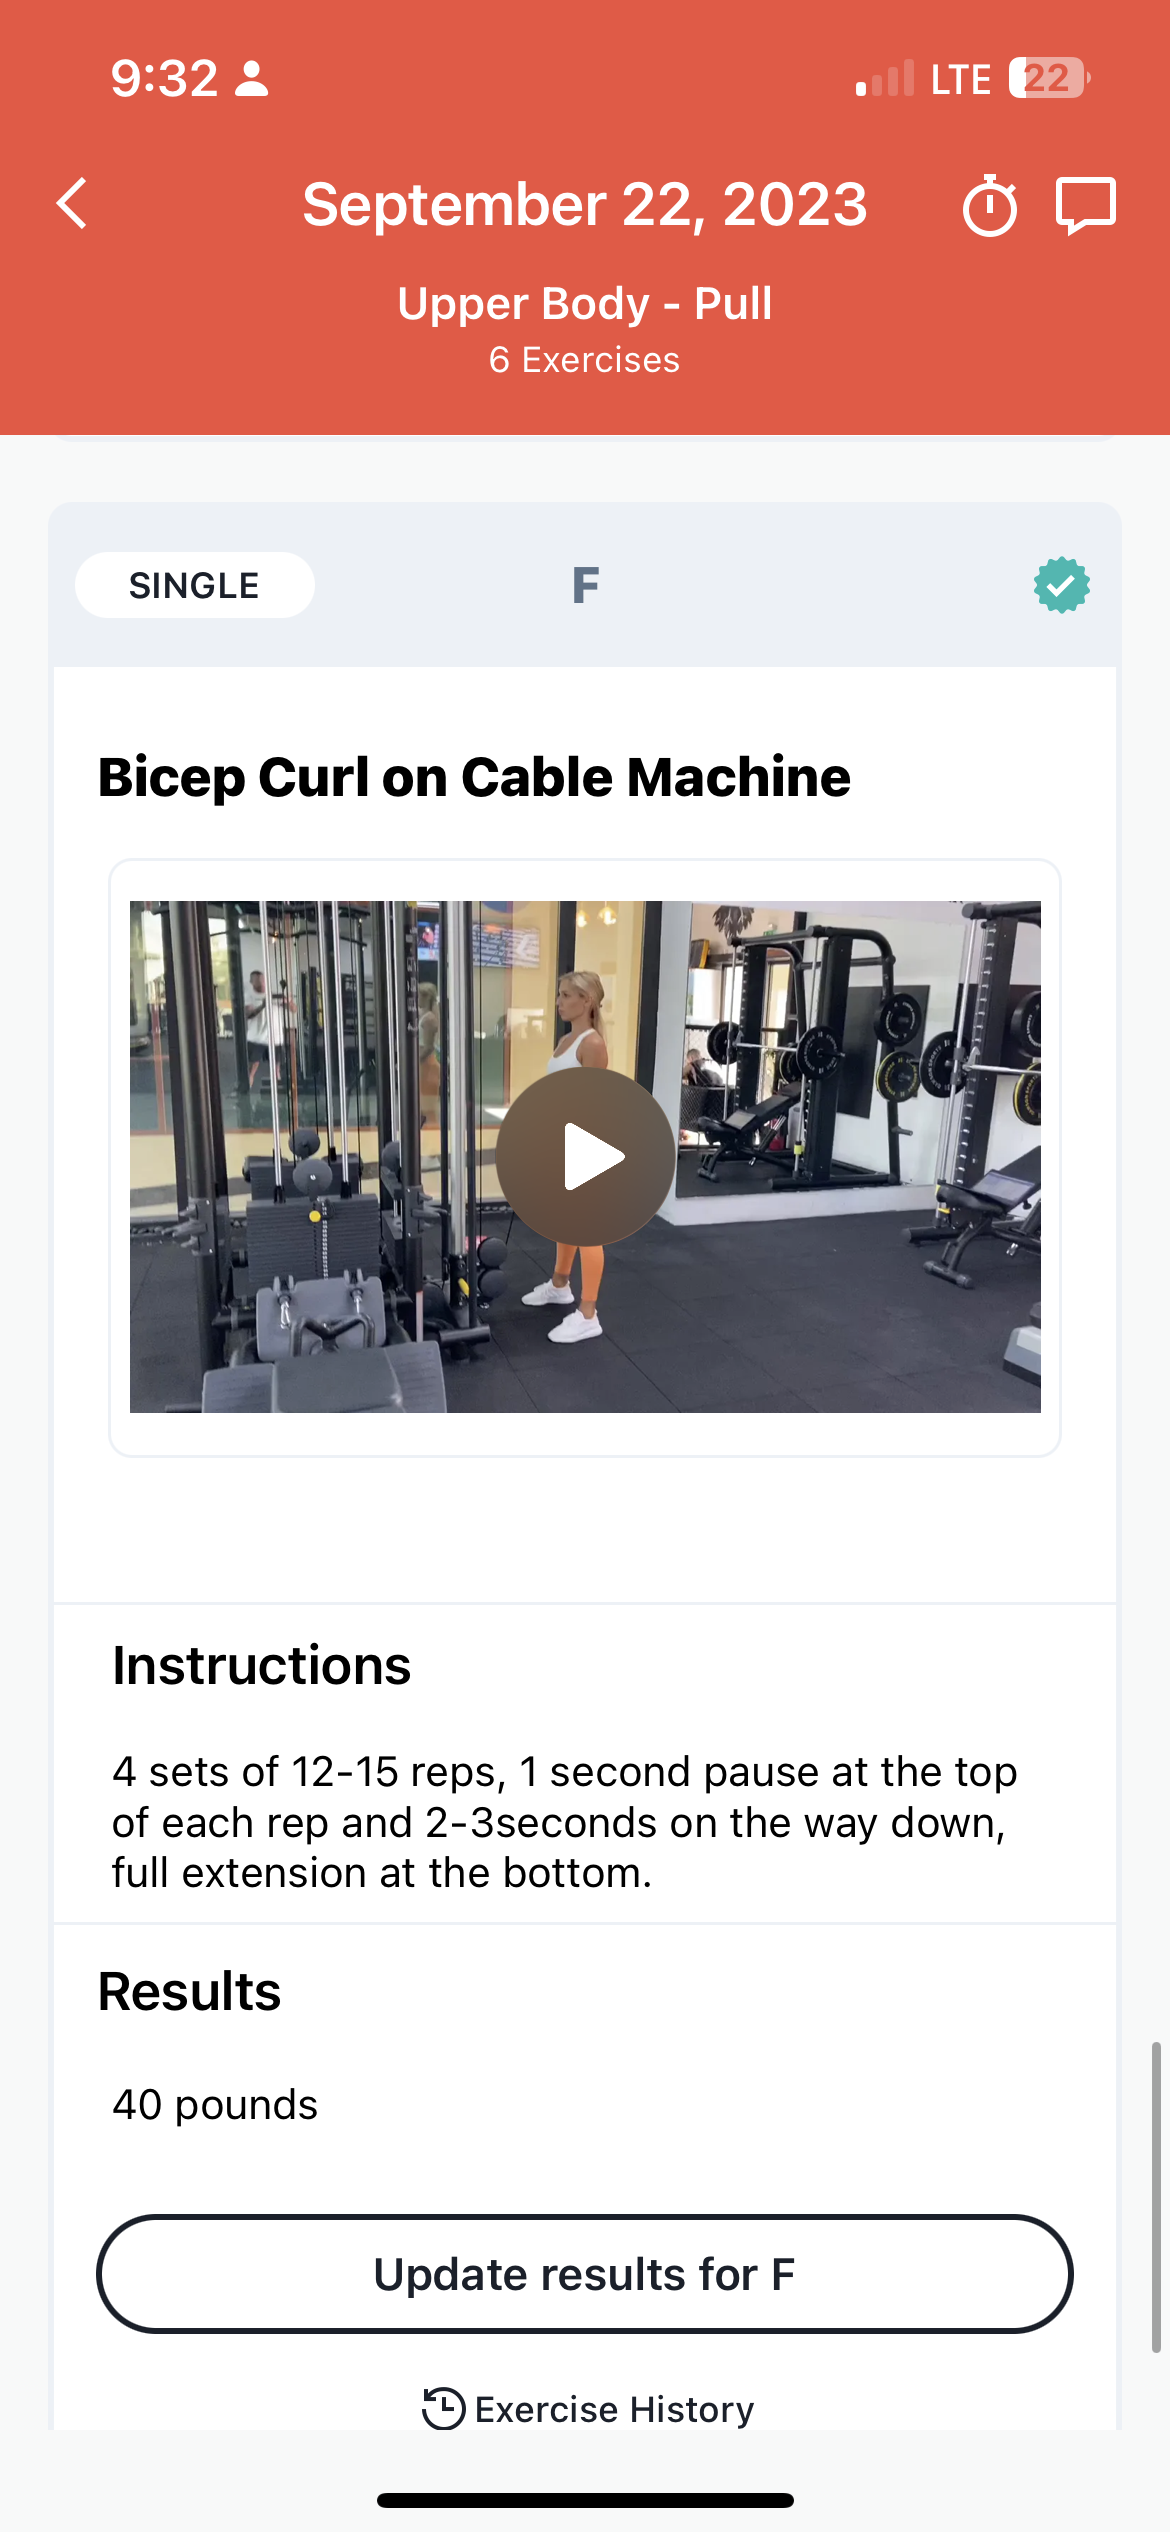 9:32
LTE 22
September 22, 2023
Upper Body - Pull
6 Exercises
SINGLE
F
Bicep Curl on Cable Machine
Instructions
4 sets of 12-15 reps, 1 second pause at the top
of each rep and 2-3seconds on the way down,
full extension at the bottom.
Results
40 pounds
Update results for F
Exercise History